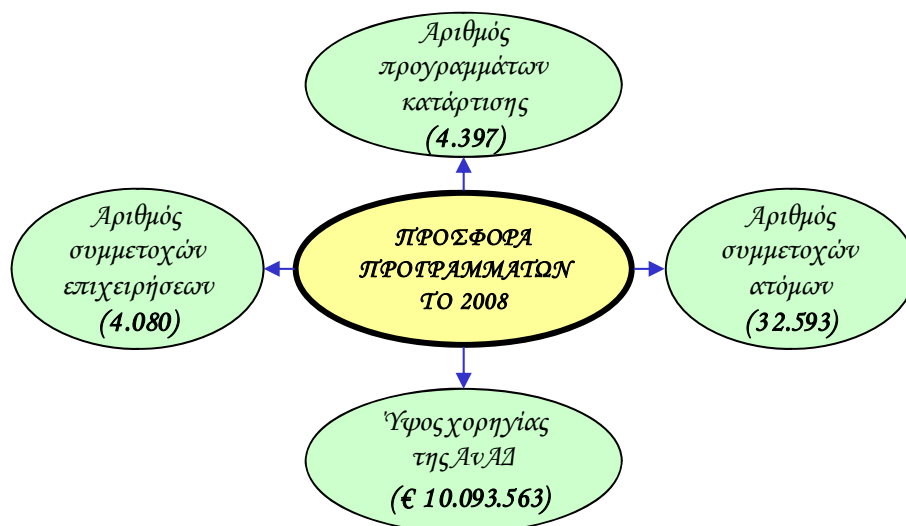 Αριθμός
προγραμμάτων
κατάρτισης
(4.397)
Αριθμός
συμμετοχών
επιχειρήσεων
(4.080)
ΠΡΟΣΦΟΡΑ
ΠΡΟΓΡΑΜΜΑΤΩΝ
ΤΟ 2008
Αριθμός
συμμετοχών
ατόμων
(32.593)
Ύψος χορηγίας
της ΑνΑΔ
(€ 10.093.563)